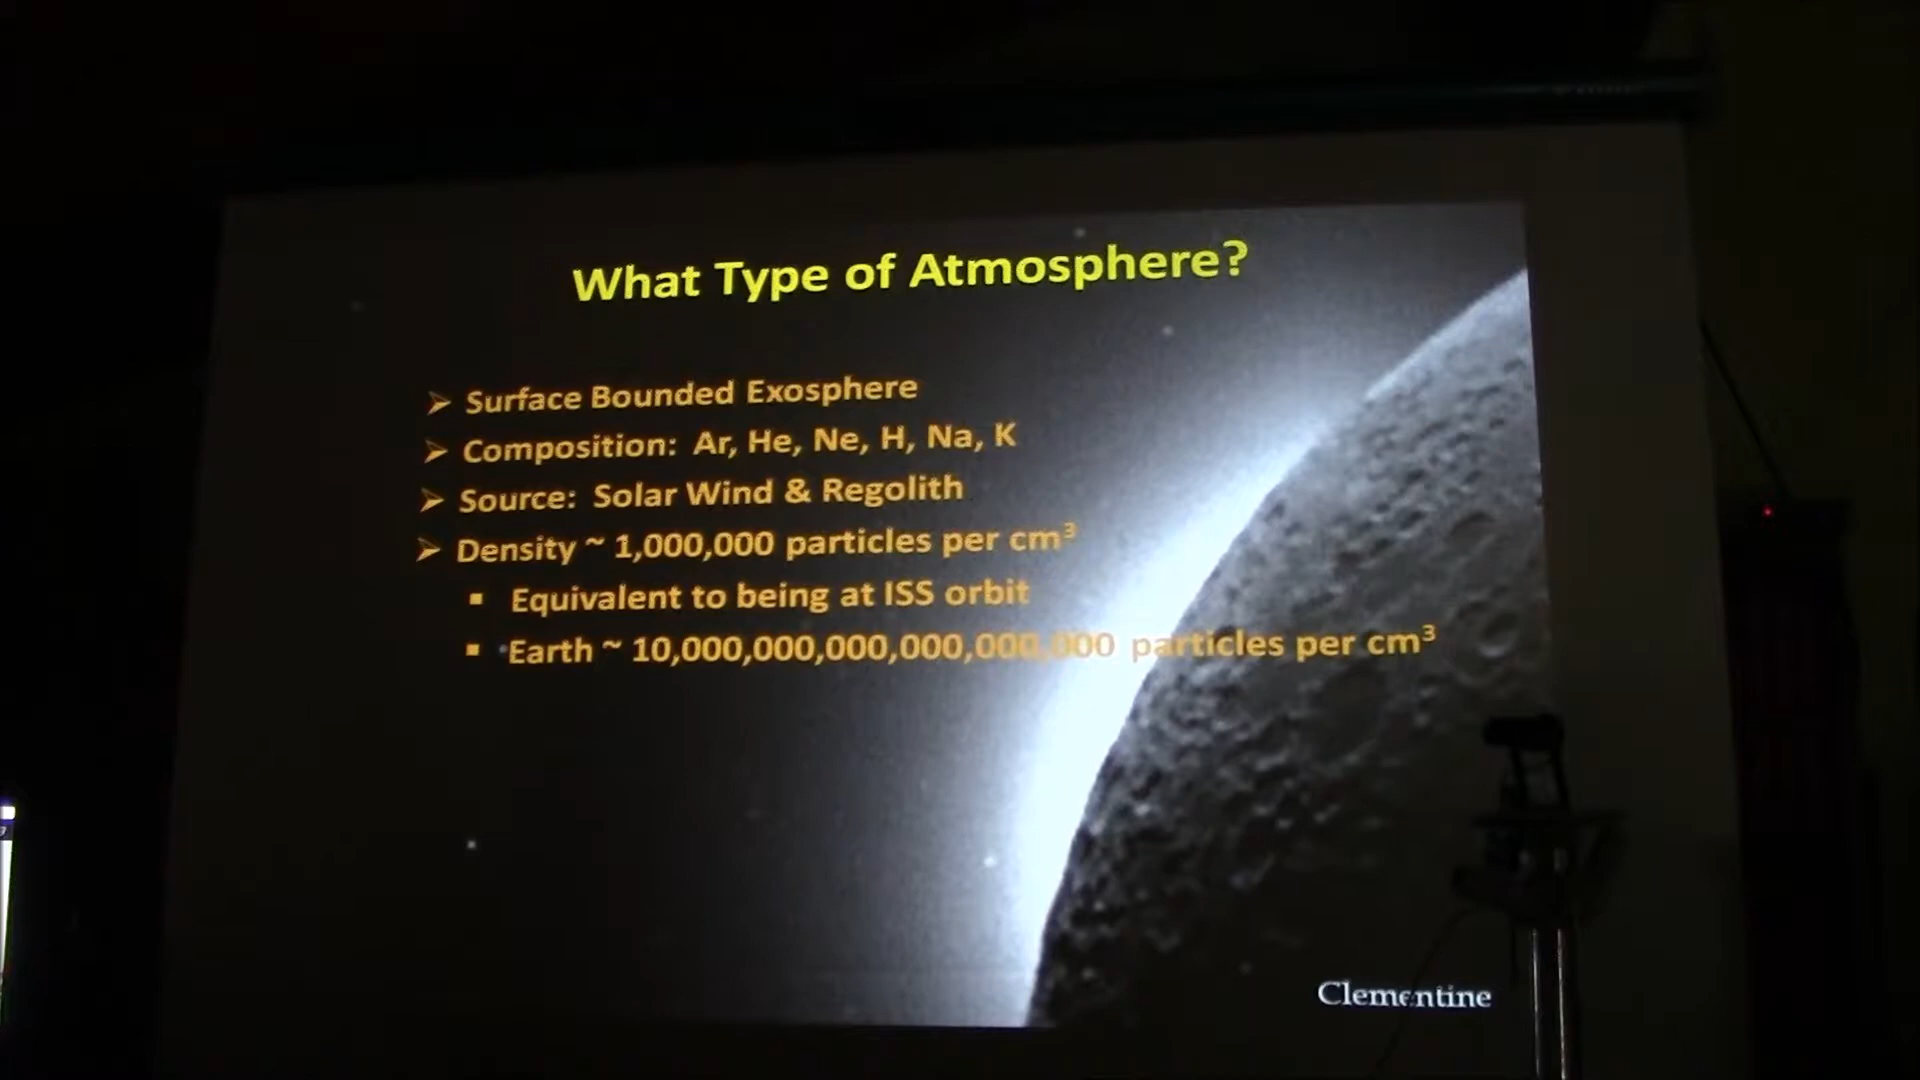 What Type of Atmosphere?
➢ Surface Bounded Exosphere
➢ Composition: Ar, He, Ne, H, Na, K
➢ Source: Solar Wind & Regolith
➢ Density ~ 1,000,000 particles per cm³
▪ Equivalent to being at ISS orbit
▪ Earth ~ 10,000,000,000,000,000,000 particles per cm³
Clementine